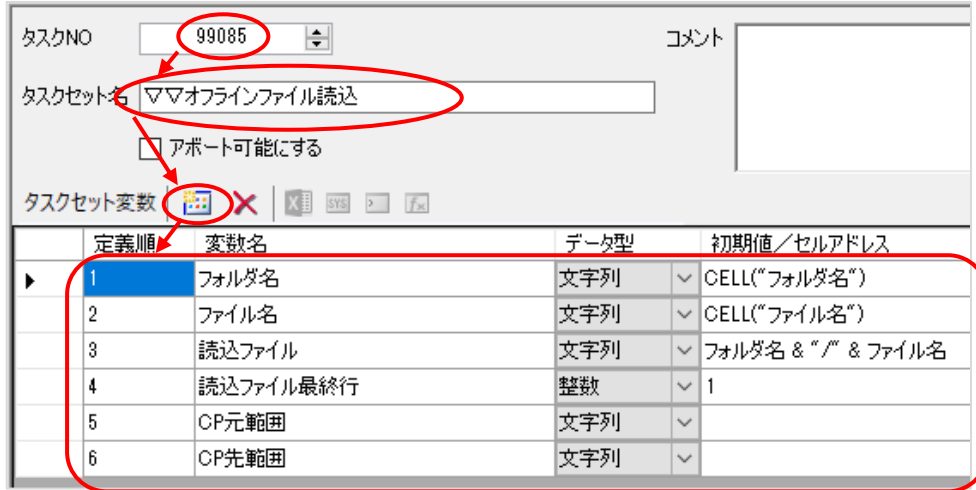 タスクNO 99085 コメント
タスクセット名 ▽▽オフラインファイル読込
アボート可能にする
タスクセット変数 SYS fx
定義順 変数名 データ型 初期値／セルアドレス
1 フォルダ名 文字列 CELL("フォルダ名")
2 ファイル名 文字列 CELL("ファイル名")
3 読込ファイル 文字列 フォルダ名 & "/" & ファイル名
4 読込ファイル最終行 整数 1
5 CP元範囲 文字列
6 CP先範囲 文字列